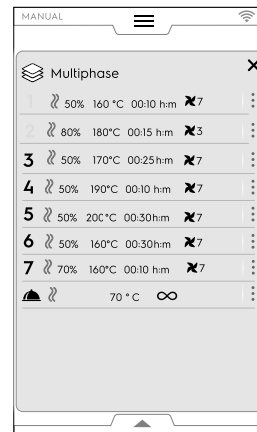 MANUAL
Multiphase
1 50% 160 °C 00:10 h:m 7
2 80% 180°C 00:15 h:m 3
3 50% 170°C 00:25 h:m 7
4 50% 190°C 00:10 h:m 7
5 50% 200°C 00:30h:m 7
6 50% 160°C 00:30h:m 7
7 70% 160°C 00:10 h:m 7
70 °C ∞